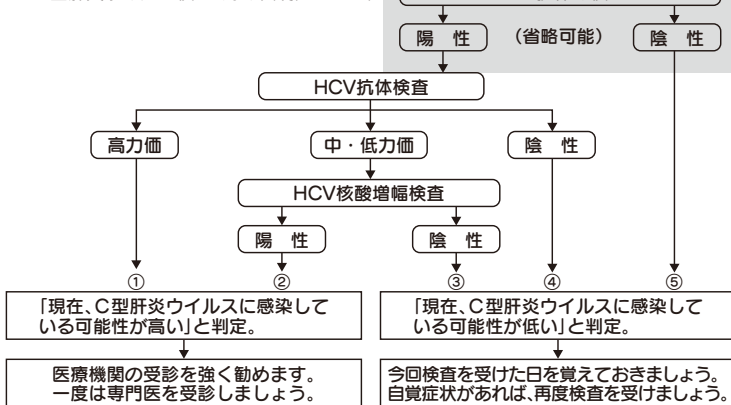 陽 性 (省略可能) 陰 性
HCV抗体検査
高力価 中・低力価 陰 性
HCV核酸増幅検査
陽 性 陰 性
① ② ③ ④ ⑤
「現在、C型肝炎ウイルスに感染して
いる可能性が高い」と判定。
「現在、C型肝炎ウイルスに感染して
いる可能性が低い」と判定。
医療機関の受診を強く勧めます。
一度は専門医を受診しましょう。
今回検査を受けた日を覚えておきましょう。
自覚症状があれば、再度検査を受けましょう。